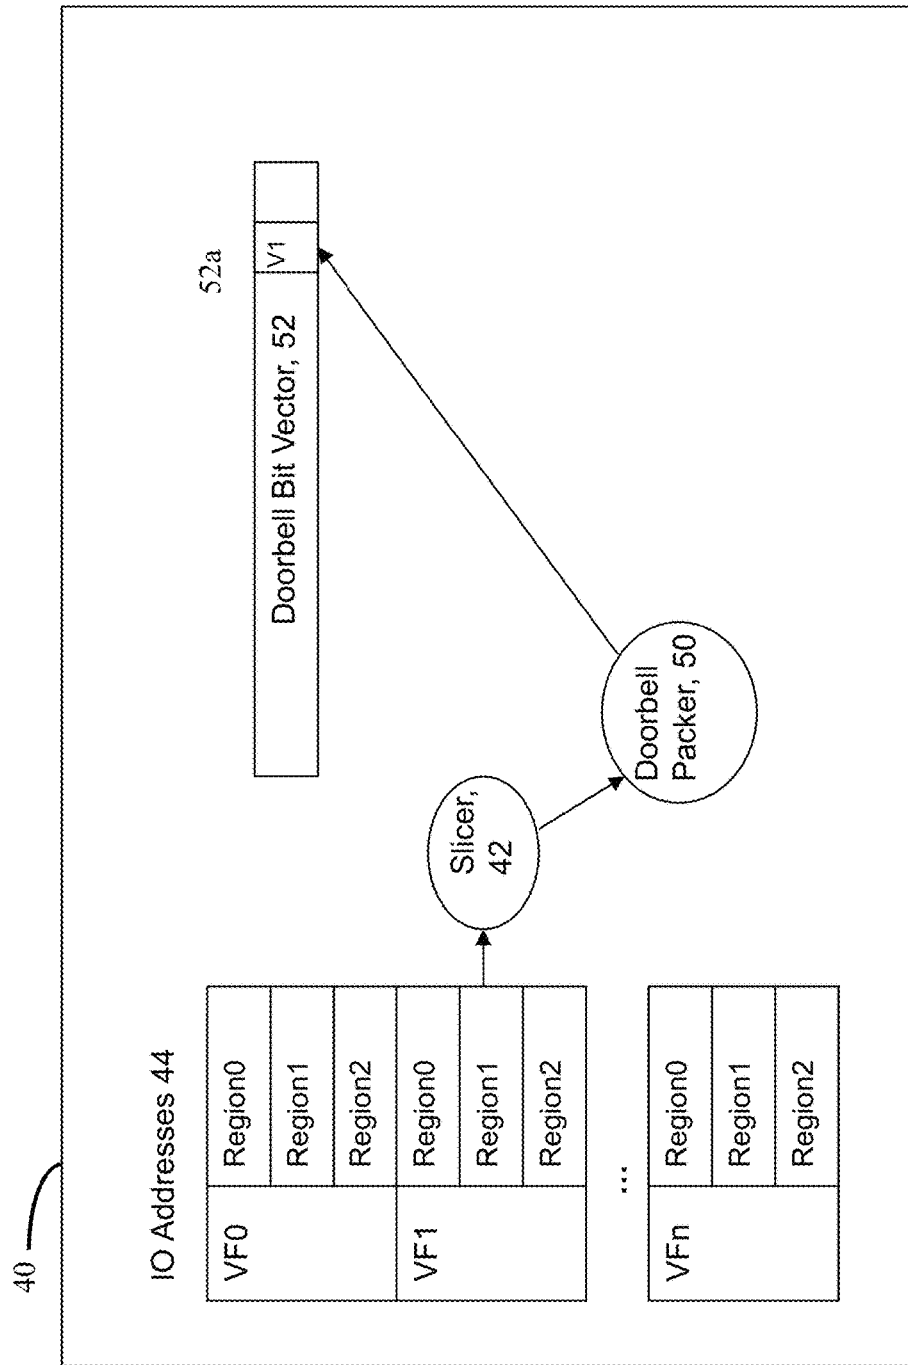 40
IO Addresses 44
VF0
Region0
Region1
Region2
VF1
Region0
Region1
Region2
...
VFn
Region0
Region1
Region2
Slicer,
42
Doorbell
Packer, 50
52a
Doorbell Bit Vector, 52
V1